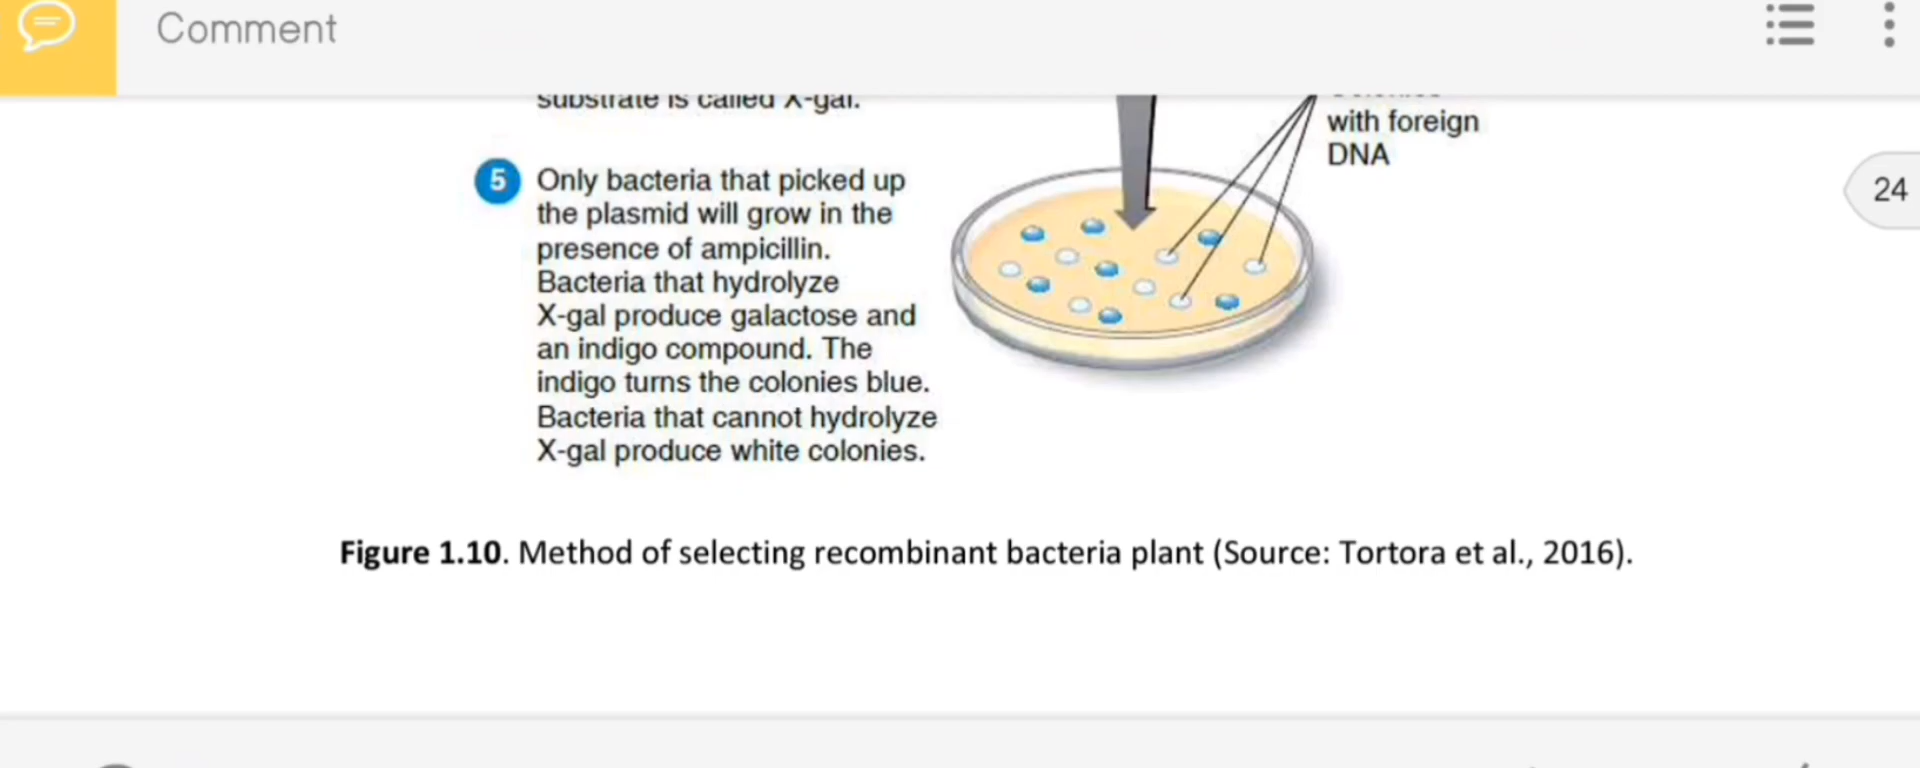 Comment
substrate is called X-gal.
with foreign
DNA
24
5
Only bacteria that picked up
the plasmid will grow in the
presence of ampicillin.
Bacteria that hydrolyze
X-gal produce galactose and
an indigo compound. The
indigo turns the colonies blue.
Bacteria that cannot hydrolyze
X-gal produce white colonies.
Figure 1.10. Method of selecting recombinant bacteria plant (Source: Tortora et al., 2016).